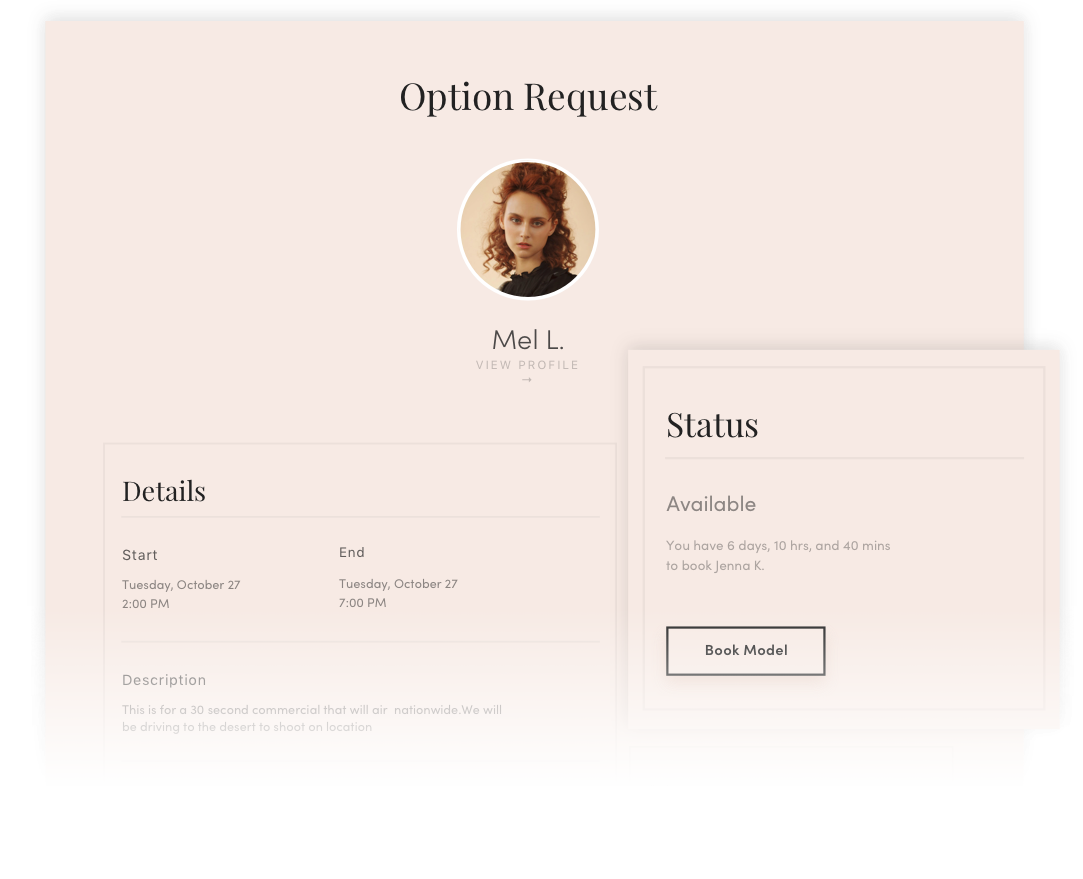 Option Request
Mel L.
VIEW PROFILE
→
Details
Start
End
Tuesday, October 27
2:00 PM
Tuesday, October 27
7:00 PM
Description
This is for a 30 second commercial that will air  nationwide.We will
be driving to the desert to shoot on location
Status
Available
You have 6 days, 10 hrs, and 40 mins
to book Jenna K.
Book Model